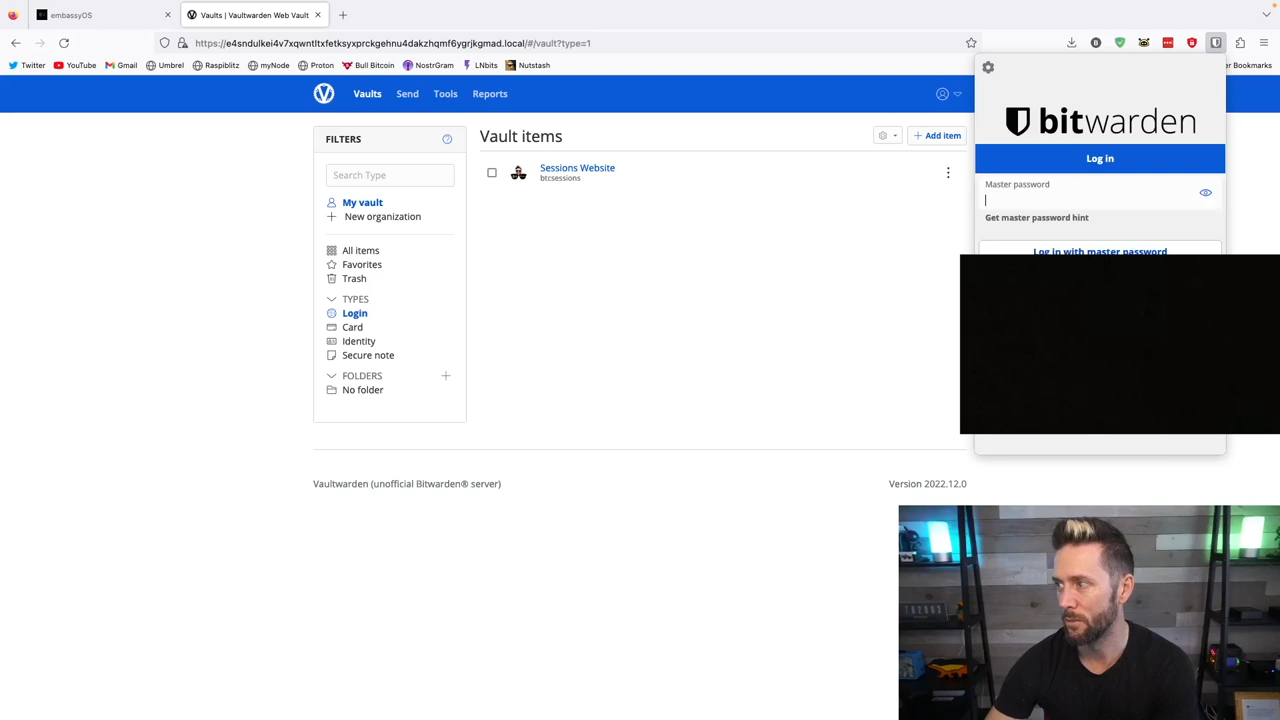 embassyOS
Vaults | Vaultwarden Web Vault
https://e4sndulkei4v7xqwntltxfetksyxprckgehnu4dakzhqmf6ygrjkgmad.local/#/vault?type=1
Twitter YouTube Gmail Umbrel Raspiblitz myNode Proton Bull Bitcoin NostrGram LNbits Nutstash
er Bookmarks
Vaults Send Tools Reports
FILTERS
Search Type
My vault
New organization
All items
Favorites
Trash
TYPES
Login
Card
Identity
Secure note
FOLDERS
No folder
Vault items
Add item
Sessions Website
btcsessions
bitwarden
Log in
Master password
Get master password hint
Log in with master password
Vaultwarden (unofficial Bitwarden® server)
Version 2022.12.0